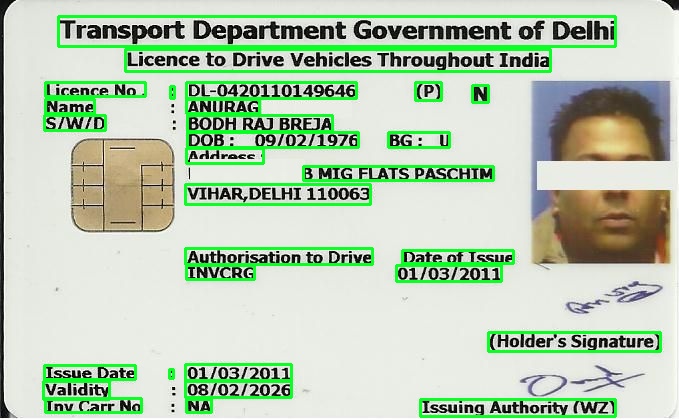 Transport Department Government of Delhi
Licence to Drive Vehicles Throughout India
Licence No. : DL-0420110149646 (P) N
Name : ANURAG
S/W/D : BODH RAJ BREJA
DOB : 09/02/1976 BG : U
Address :
B MIG FLATS PASCHIM
VIHAR,DELHI 110063
Authorisation to Drive Date of Issue
INVCRG 01/03/2011
Anurag
(Holder's Signature)
Issue Date : 01/03/2011
Validity : 08/02/2026
Inv Carr No : NA
Issuing Authority (WZ)